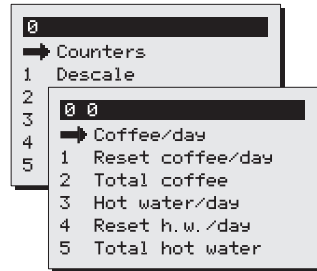 0
Counters
1 Descale
2
3
4
5
0 0
Coffee/day
1 Reset coffee/day
2 Total coffee
3 Hot water/day
4 Reset h.w./day
5 Total hot water